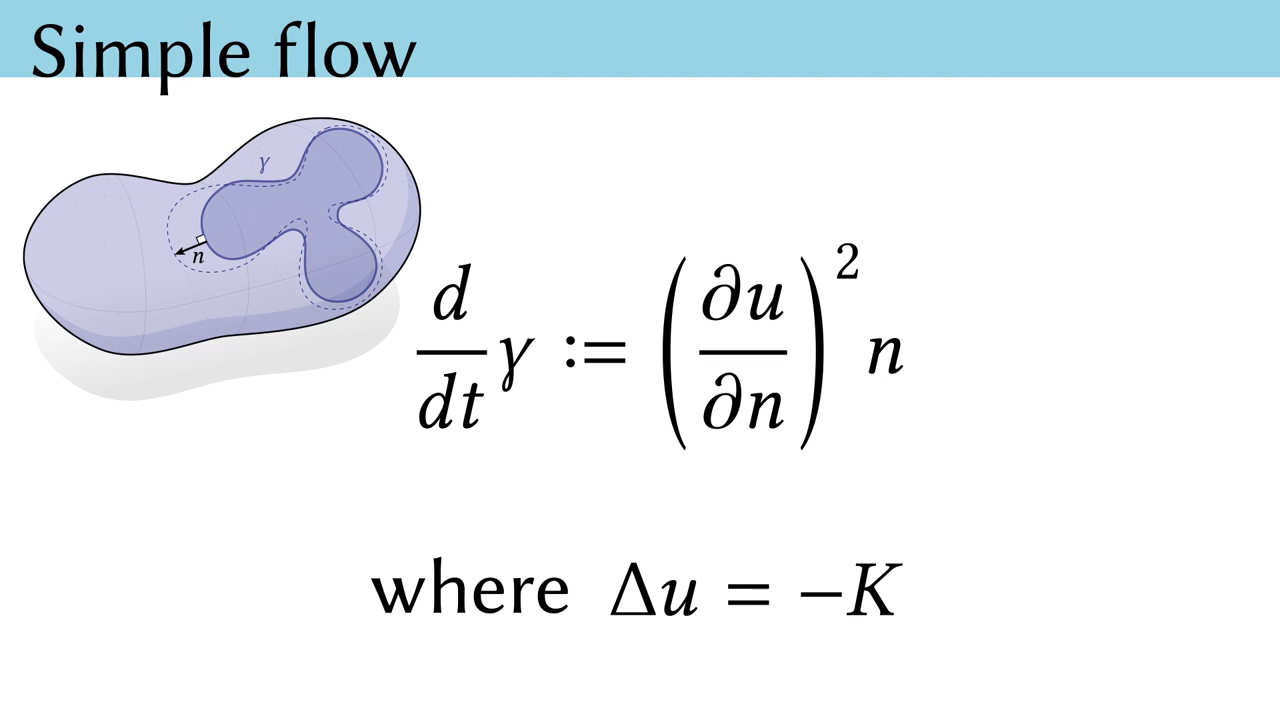 Simple flow
γ
n
d/dt γ := (∂u/∂n)² n
where Δu = −K